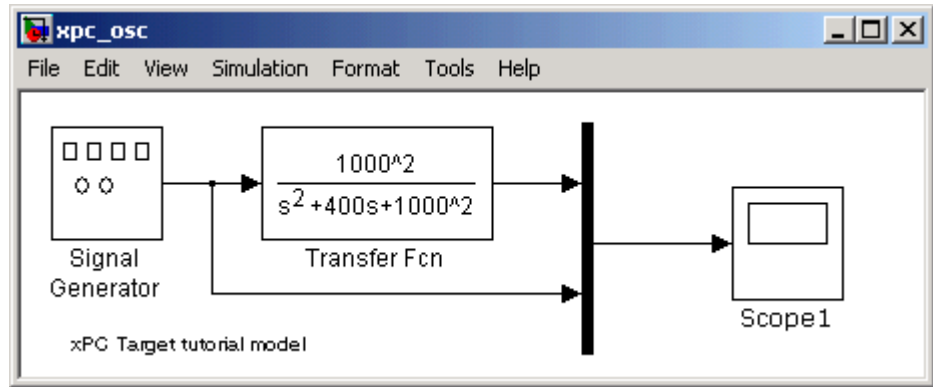 xpc_osc
File Edit View Simulation Format Tools Help
1000^2
s²+400s+1000^2
Signal
Generator
Transfer Fcn
Scope1
xPC Target tutorial model